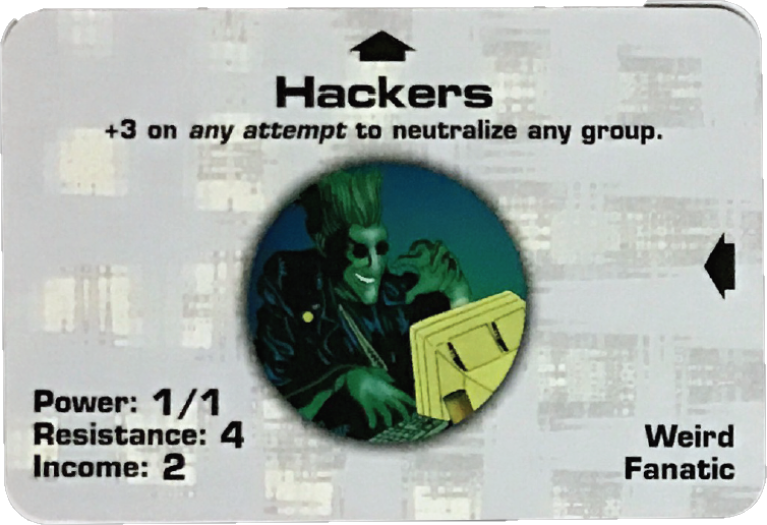 Hackers
+3 on any attempt to neutralize any group.
Power: 1/1
Resistance: 4
Income: 2
Weird
Fanatic